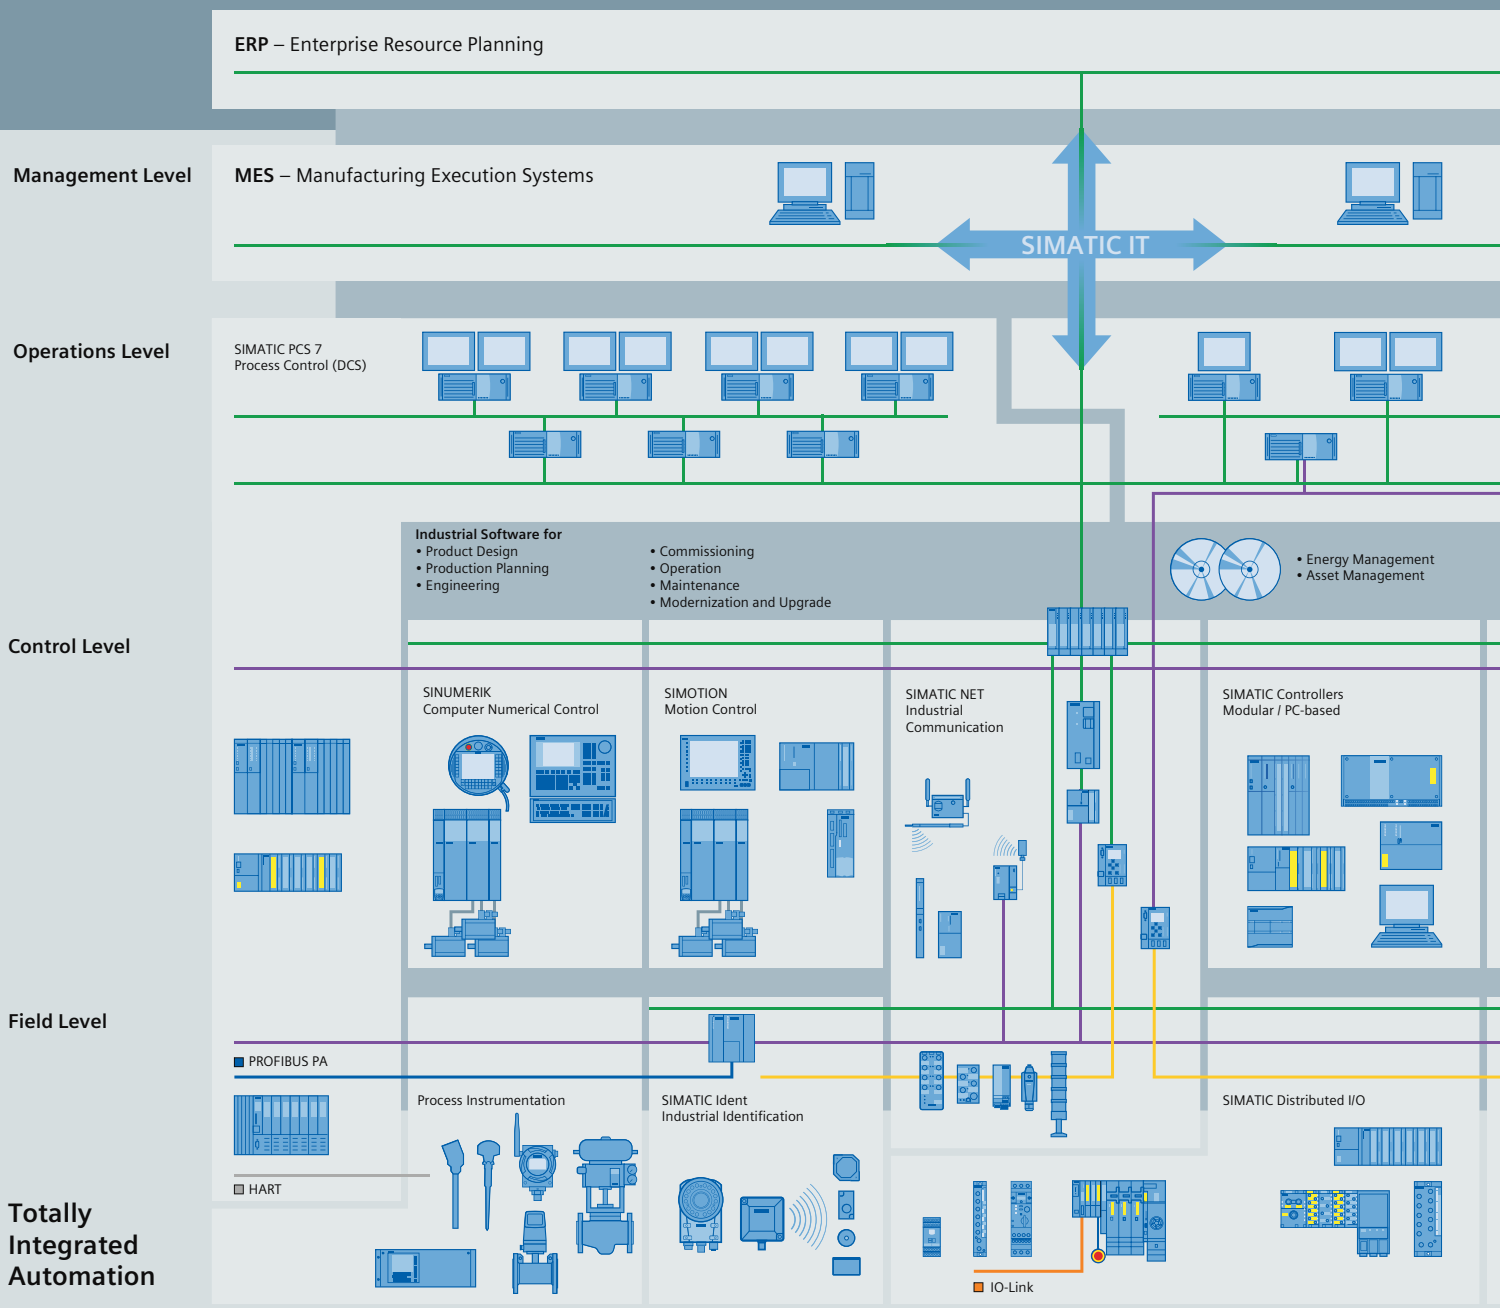 ERP – Enterprise Resource Planning
Management Level
MES – Manufacturing Execution Systems
SIMATIC IT
Operations Level
SIMATIC PCS 7
Process Control (DCS)
Industrial Software for
• Product Design
• Production Planning
• Engineering
• Commissioning
• Operation
• Maintenance
• Modernization and Upgrade
• Energy Management
• Asset Management
Control Level
SINUMERIK
Computer Numerical Control
SIMOTION
Motion Control
SIMATIC NET
Industrial
Communication
SIMATIC Controllers
Modular / PC-based
Field Level
PROFIBUS PA
Process Instrumentation
SIMATIC Ident
Industrial Identification
SIMATIC Distributed I/O
HART
IO-Link
Totally
Integrated
Automation